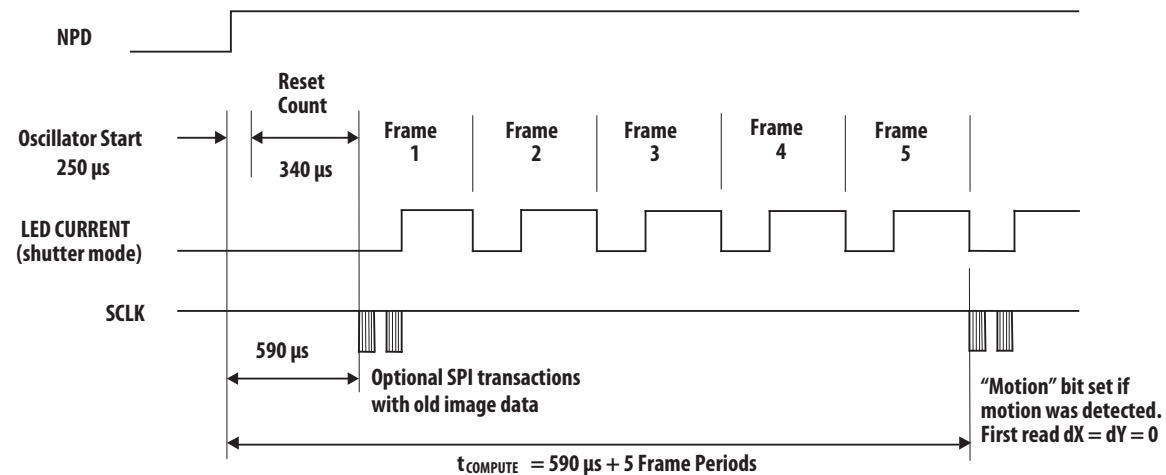 NPD
Reset
Count
Oscillator Start
250 µs
340 µs
Frame
1
Frame
2
Frame
3
Frame
4
Frame
5
LED CURRENT
(shutter mode)
SCLK
590 µs
Optional SPI transactions
with old image data
“Motion” bit set if
motion was detected.
First read dX = dY = 0
tCOMPUTE = 590 µs + 5 Frame Periods